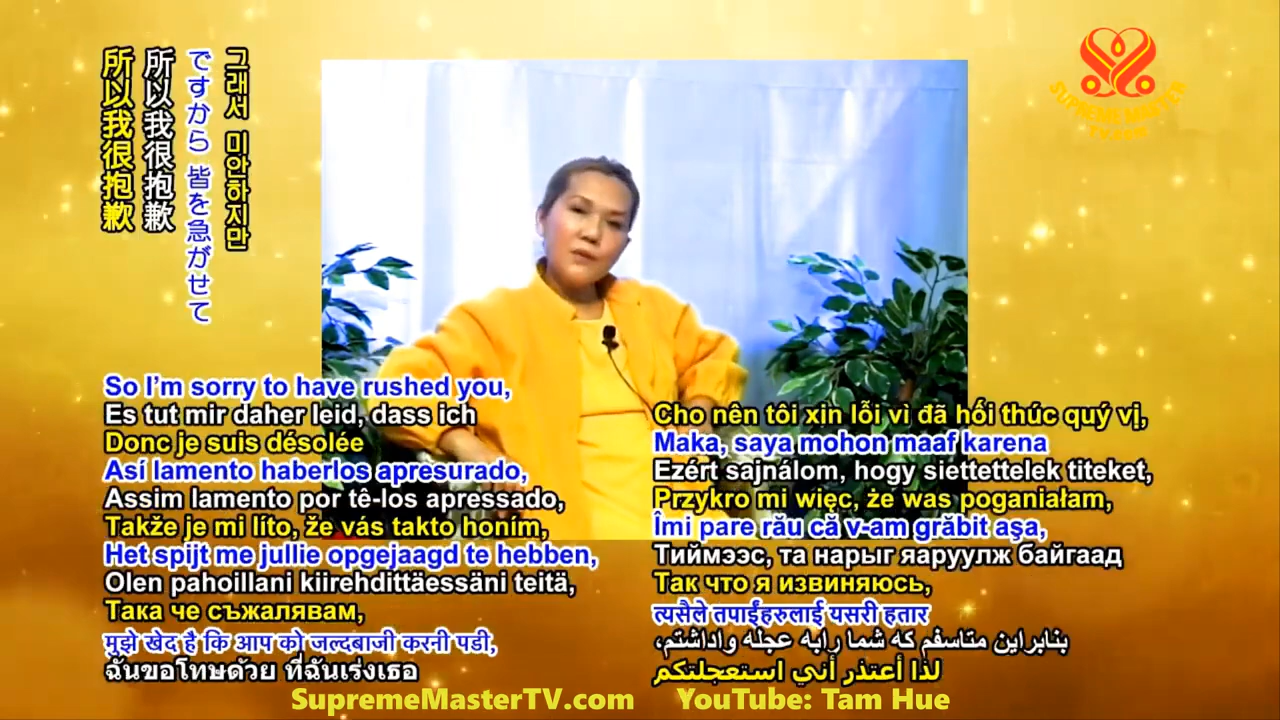 그래서 미안하지만
ですから 皆を急がせて
所以我很抱歉
所以我很抱歉
SUPREME MASTER
TV.com
So I'm sorry to have rushed you,
Es tut mir daher leid, dass ich
Donc je suis désolée
Así lamento haberlos apresurado,
Assim lamento por tê-los apressado,
Takže je mi líto, že vás takto honím,
Het spijt me jullie opgejaagd te hebben,
Olen pahoillani kiirehdittäessäni teitä,
Така че съжалявам,
मुझे खेद है कि आप को जल्दबाजी करनी पडी,
ฉันขอโทษด้วย ที่ฉันเร่งเธอ
Cho nên tôi xin lỗi vì đã hối thúc quý vị,
Maka, saya mohon maaf karena
Ezért sajnálom, hogy siettettelek titeket,
Przykro mi więc, że was poganiałam,
Îmi pare rău că v-am grăbit aşa,
Тиймээс, та нарыг яаруулж байгаад
Так что я извиняюсь,
त्यसैले तपाईंहरुलाई यसरी हतार
بنابراین متاسفم که شما رابه عجله واداشتم،
لذا أعتذر أني استعجلتكم
SupremeMasterTV.com YouTube: Tam Hue